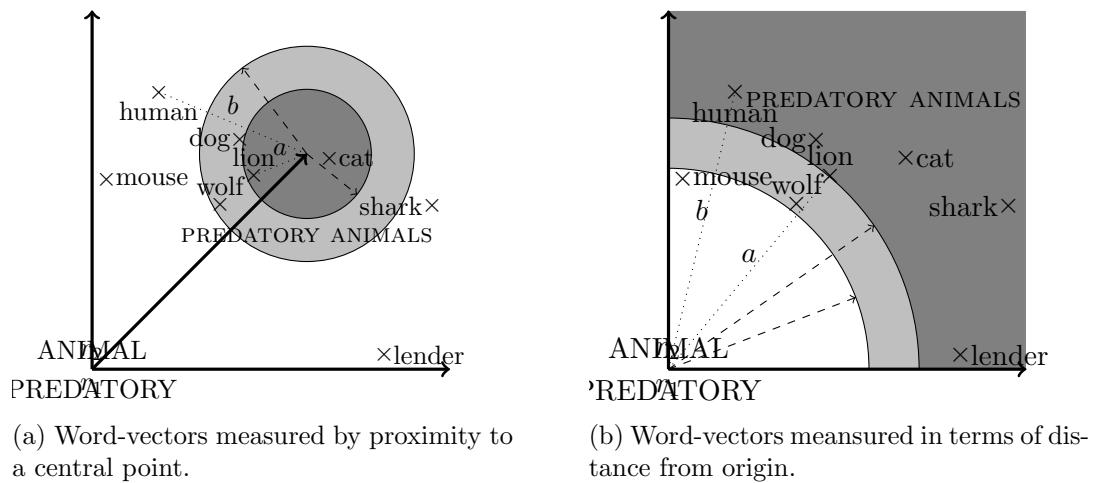 human
b
dog
a
lion
cat
mouse
wolf
shark
PREDATORY ANIMALS
ANIMAL
PREDATORY
lender
(a) Word-vectors measured by proximity to
a central point.
human
PREDATORY ANIMALS
dog
lion
cat
mouse
wolf
b
shark
a
ANIMAL
PREDATORY
lender
(b) Word-vectors meansured in terms of dis-
tance from origin.